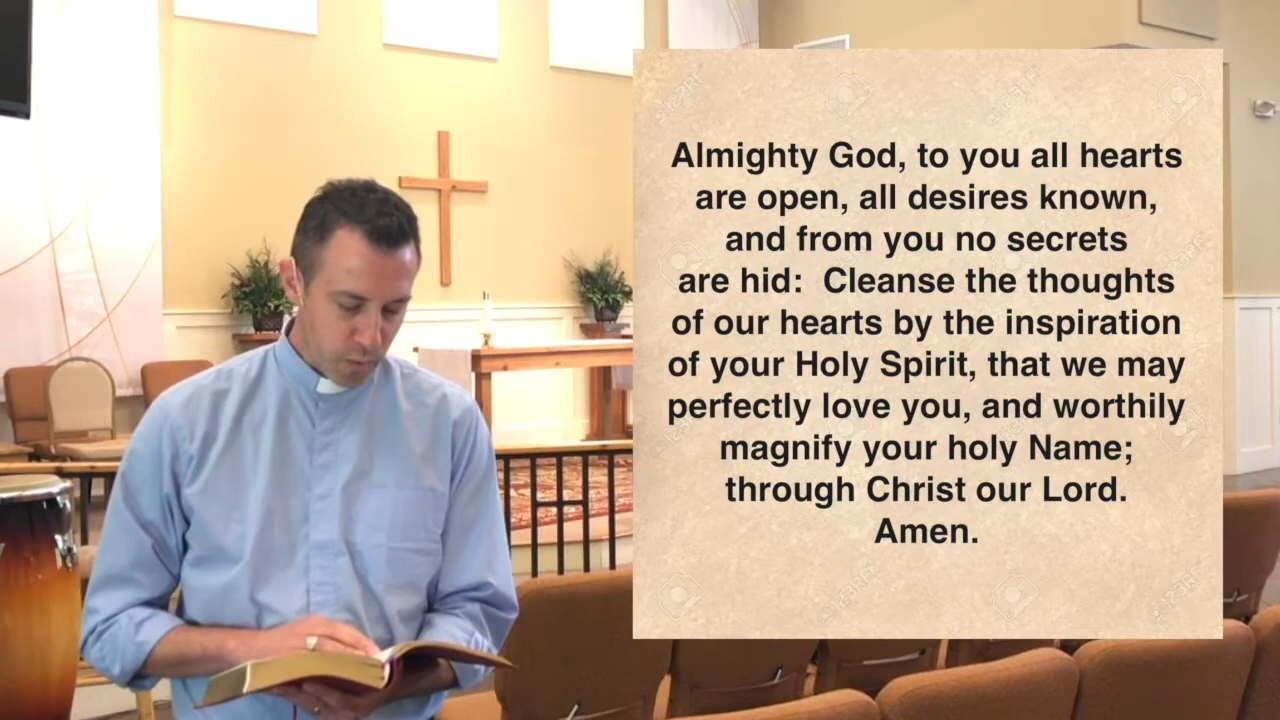 Almighty God, to you all hearts
are open, all desires known,
and from you no secrets
are hid:  Cleanse the thoughts
of our hearts by the inspiration
of your Holy Spirit, that we may
perfectly love you, and worthily
magnify your holy Name;
through Christ our Lord.
Amen.